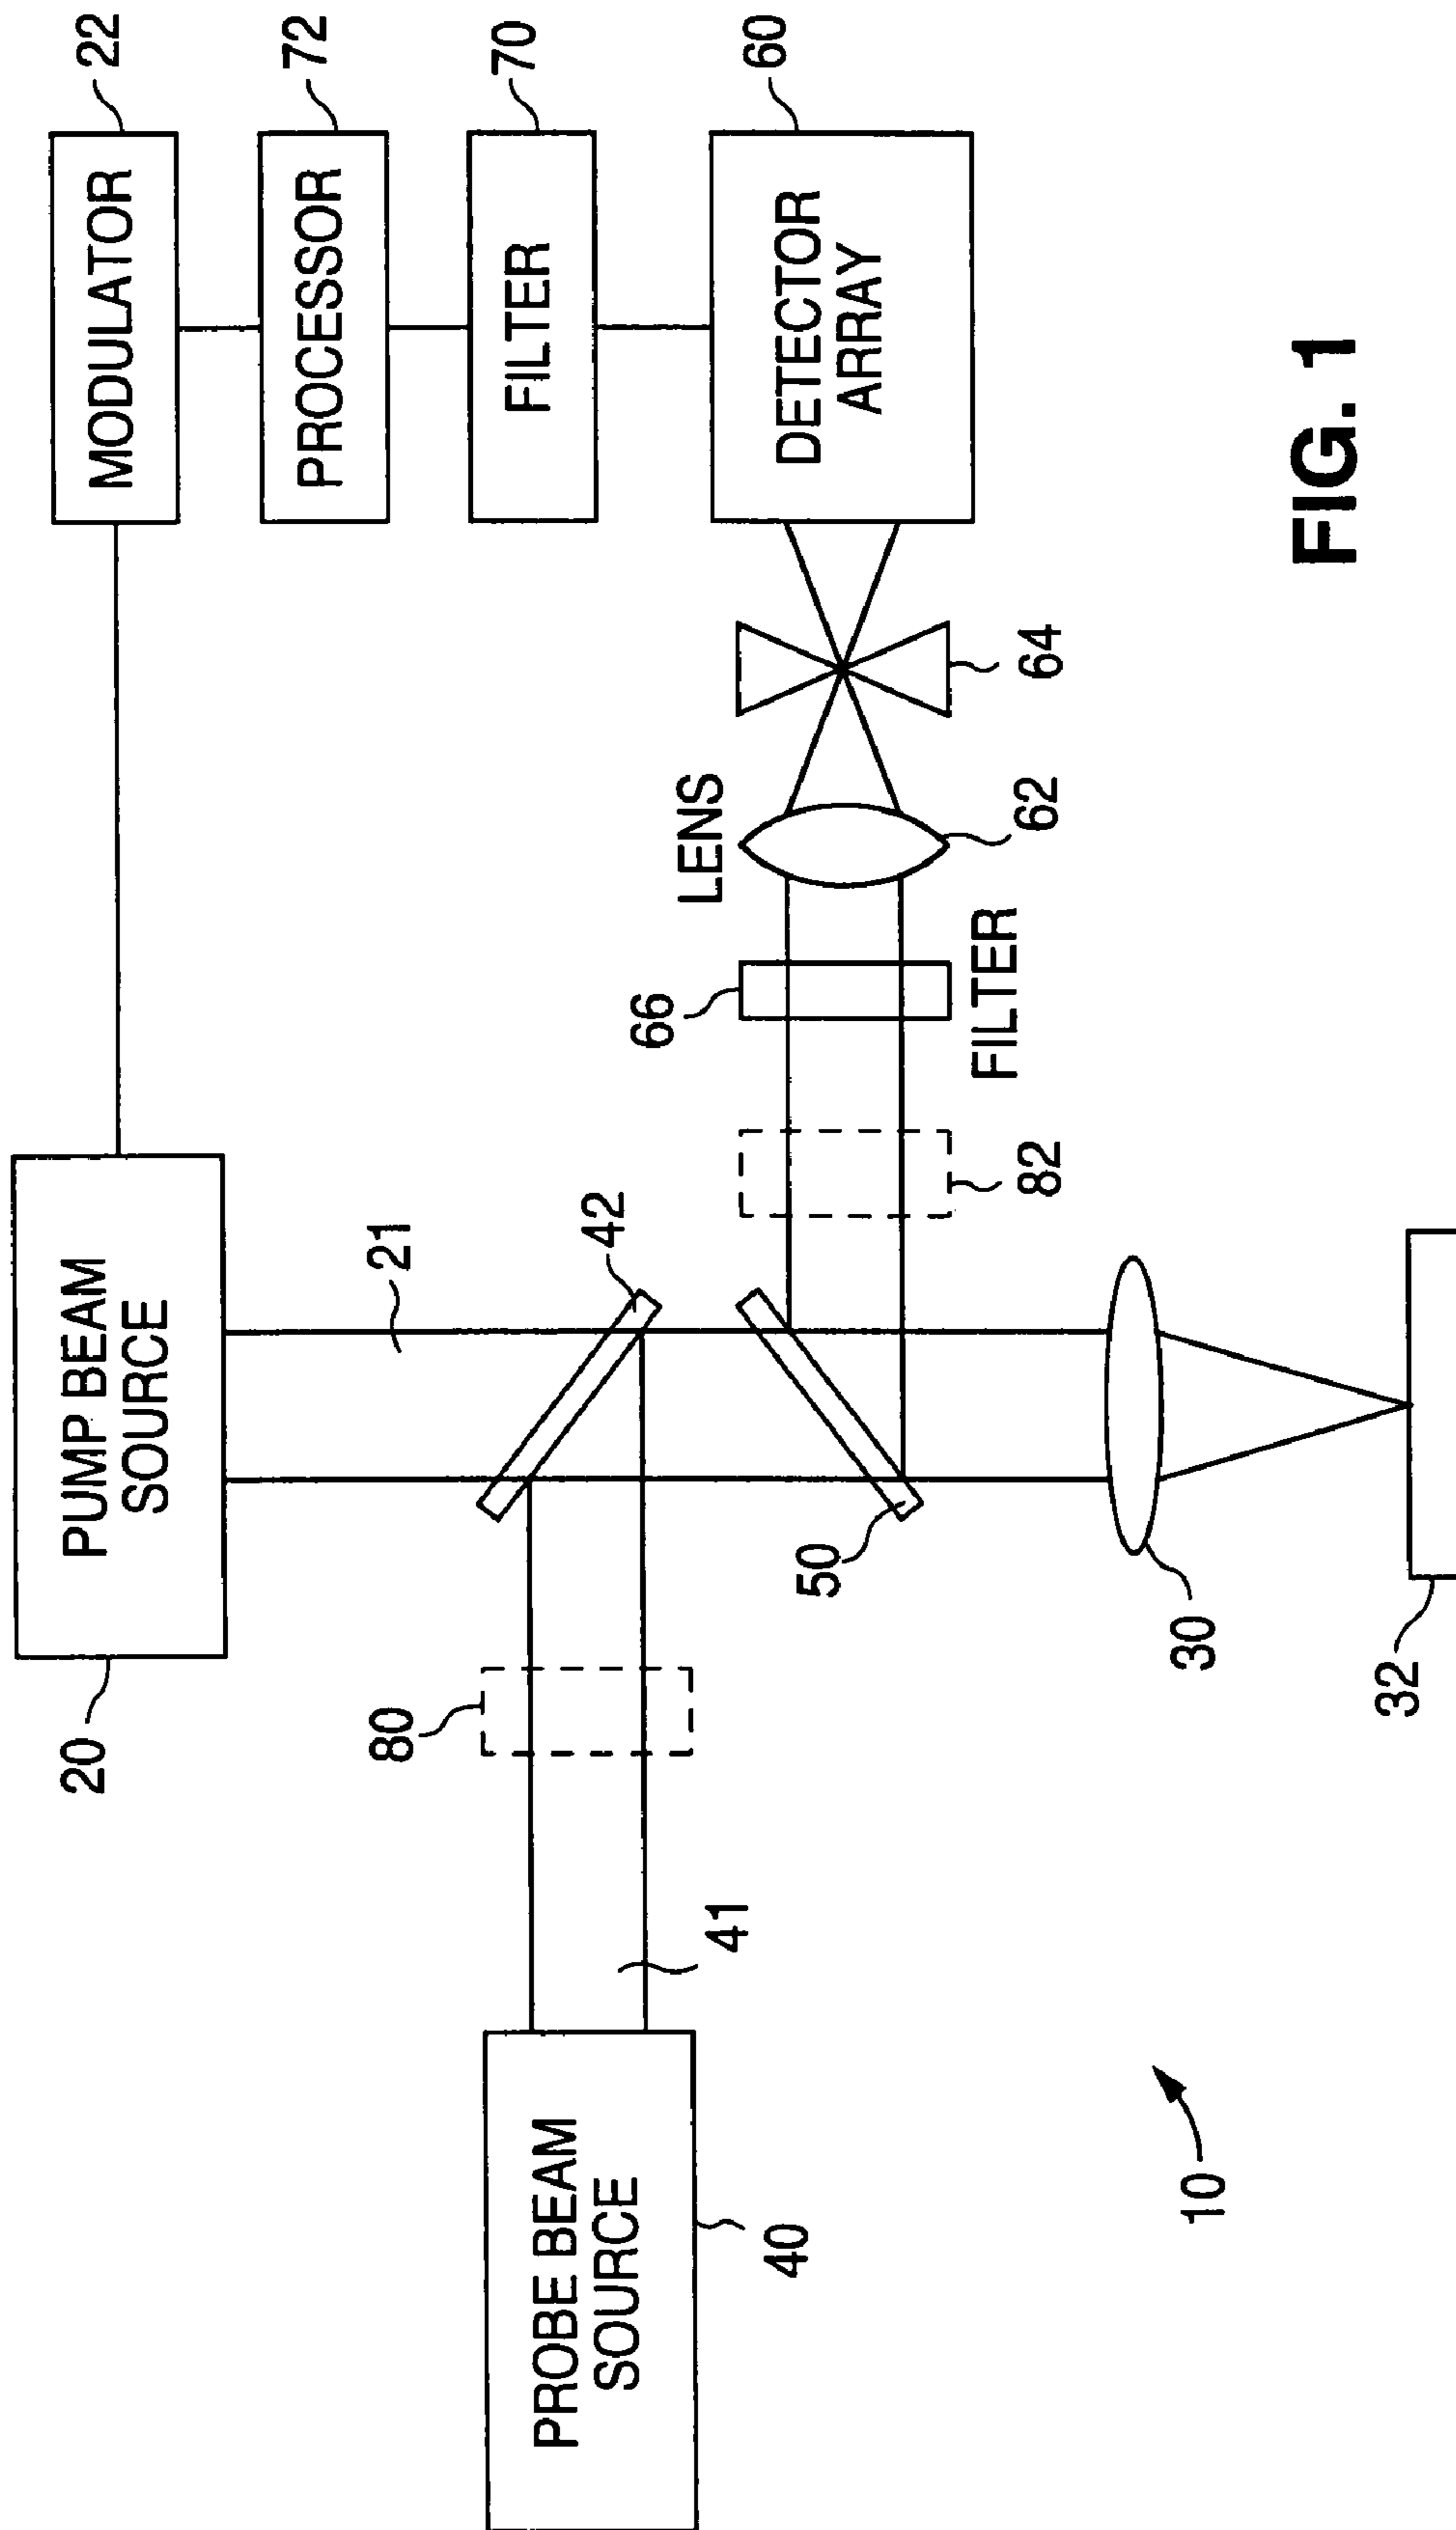 PUMP BEAM
SOURCE
20
21
MODULATOR
22
PROCESSOR
72
FILTER
70
DETECTOR
ARRAY
60
PROBE BEAM
SOURCE
40
41
80
42
50
82
66
FILTER
LENS
62
64
30
32
10
FIG. 1